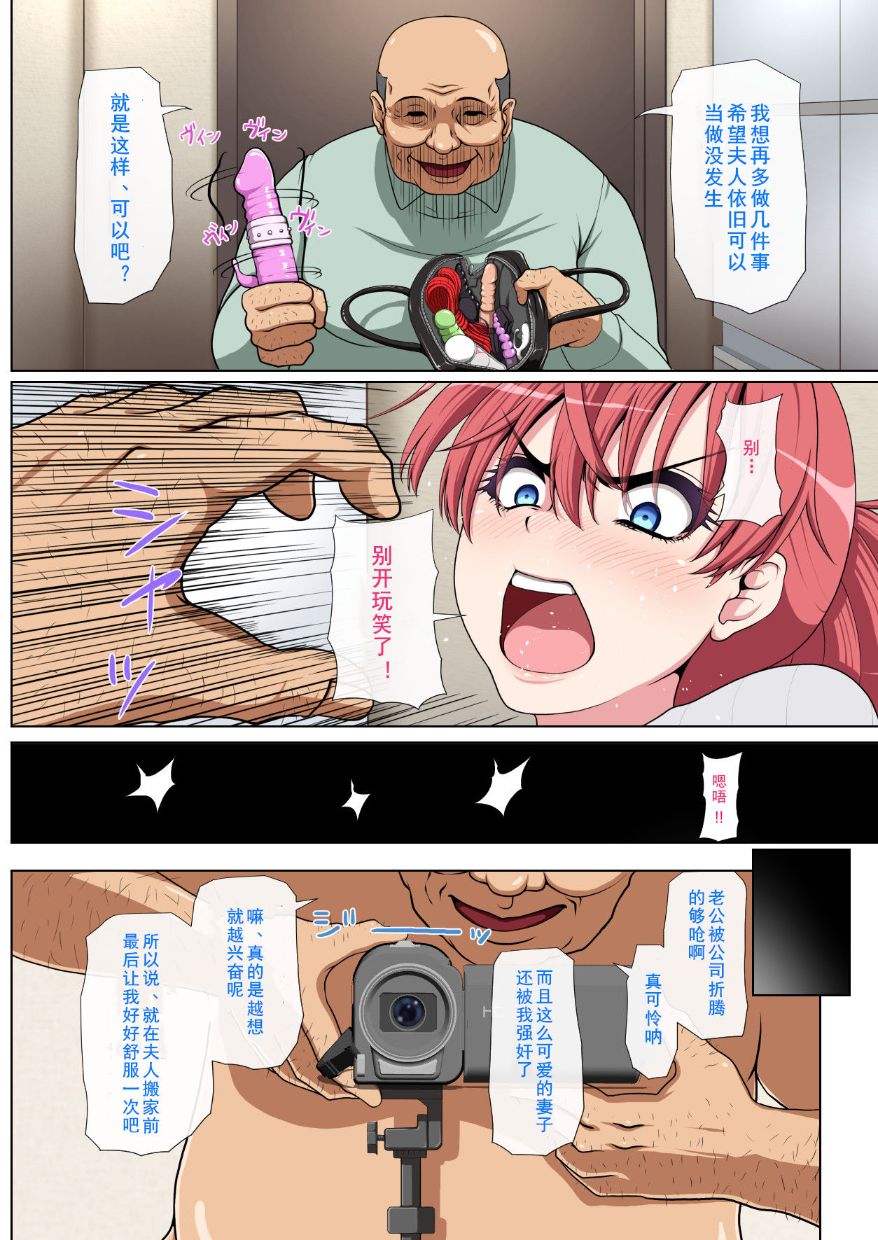 我想再多做几件事
希望夫人依旧可以
当做没发生
就是这样、可以吧？
ヴィン
ヴィン
ヴィン
ヴィン
别…
别开玩笑了！
ミシャッ
嗯唔!!
老公被公司折腾
的够呛啊
真可怜呐
而且这么可爱的妻子
还被我强奸了
嘛、真的是越想
就越兴奋呢
所以说、就在夫人搬家前
最后让我好好舒服一次吧